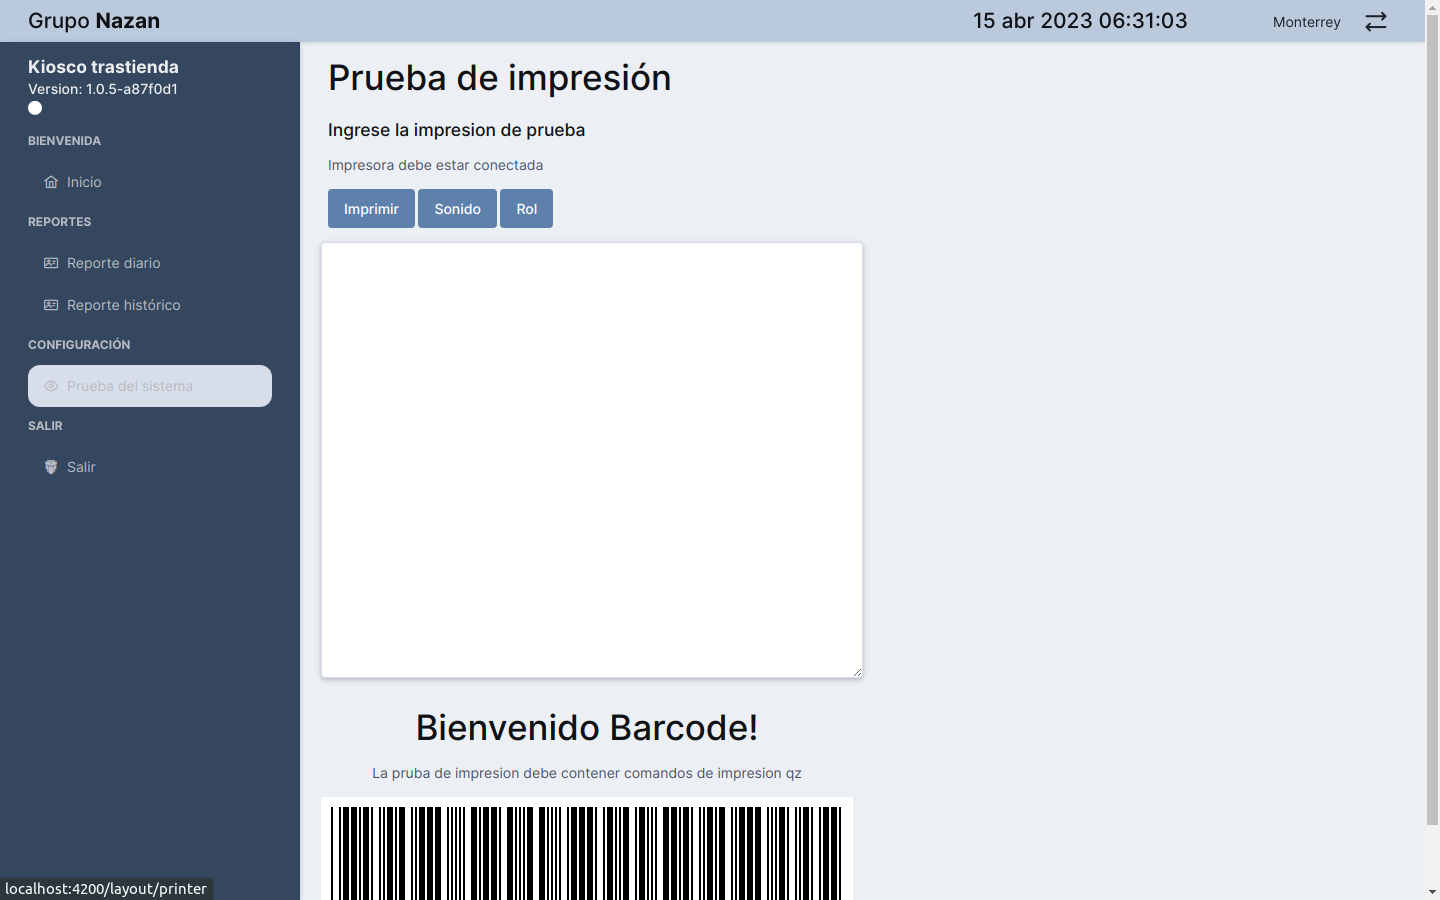 Grupo Nazan
15 abr 2023 06:31:03
Monterrey
Kiosco trastienda
Version: 1.0.5-a87f0d1
BIENVENIDA
Inicio
REPORTES
Reporte diario
Reporte histórico
CONFIGURACIÓN
Prueba del sistema
SALIR
Salir
Prueba de impresión
Ingrese la impresion de prueba
Impresora debe estar conectada
Imprimir
Sonido
Rol
Bienvenido Barcode!
La pruba de impresion debe contener comandos de impresion qz
localhost:4200/layout/printer